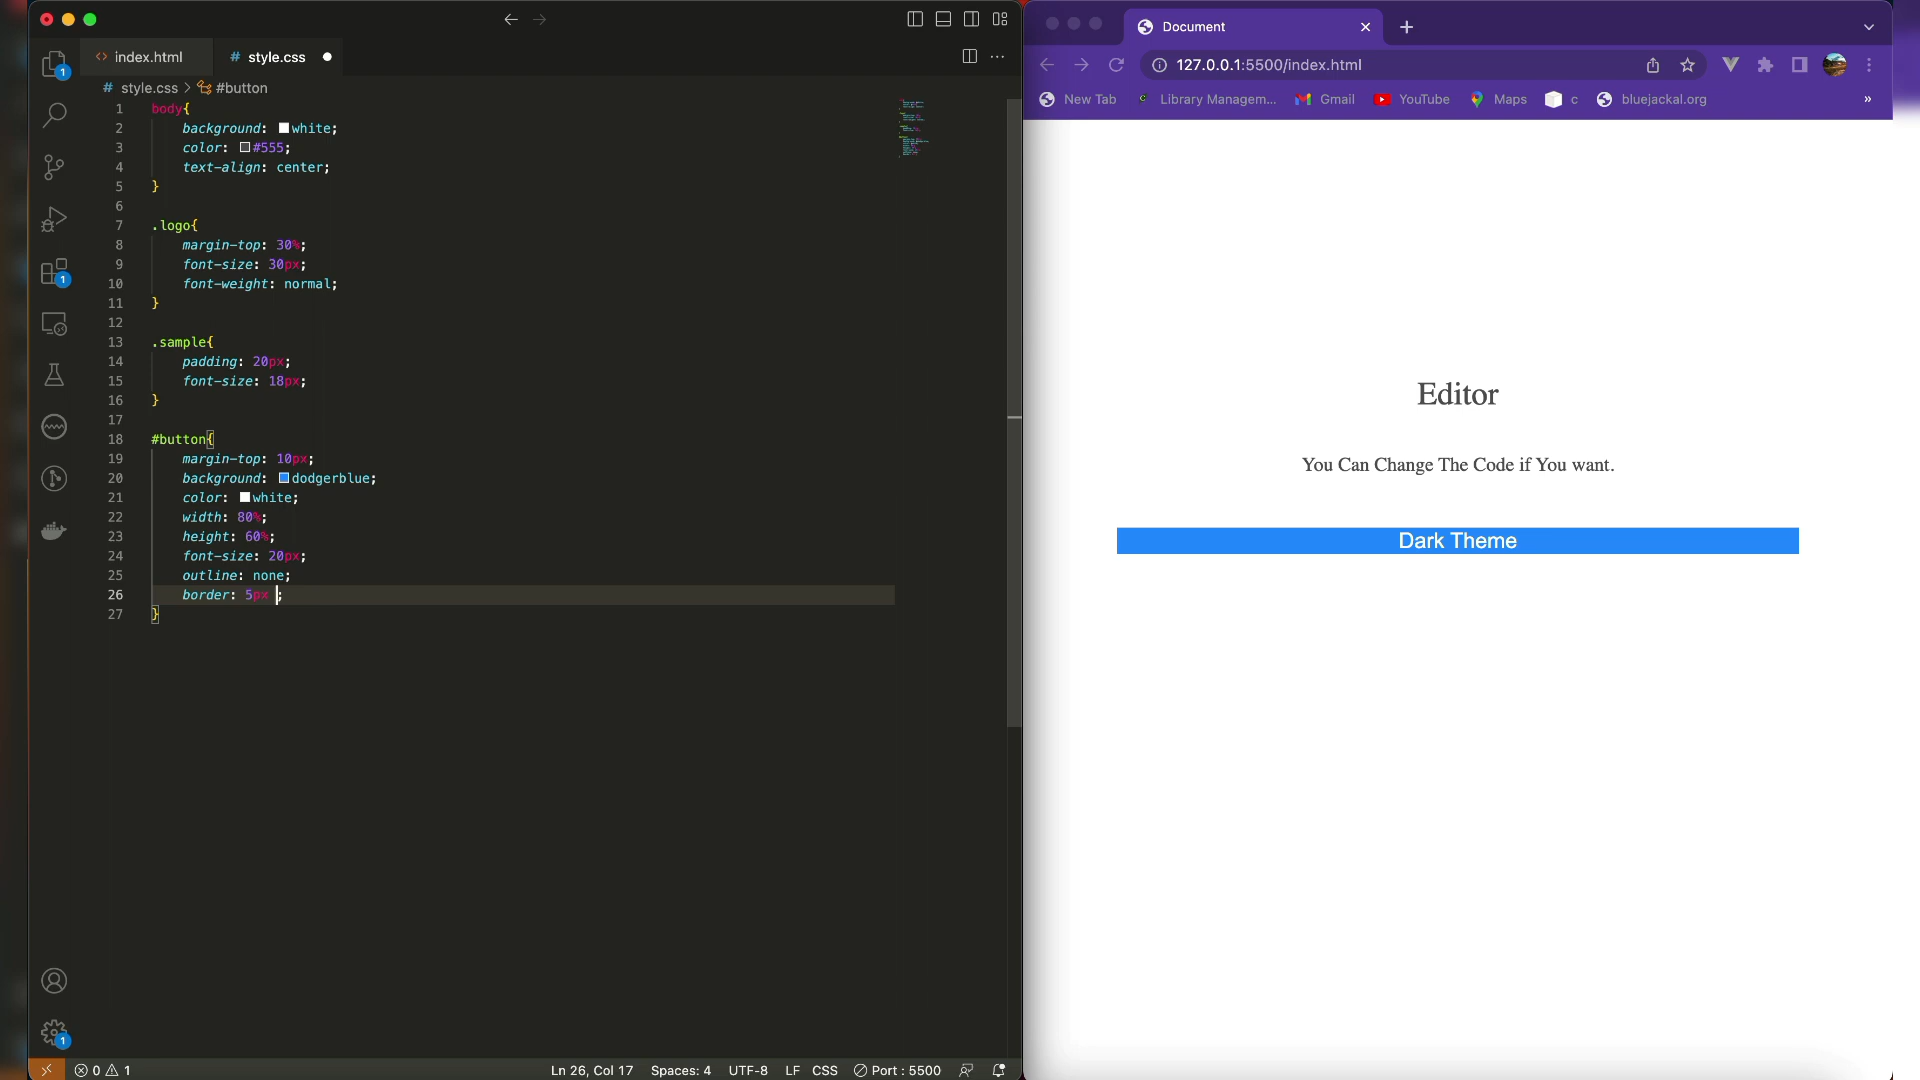 index.html
style.css
style.css > #button
1 body{
2 background: white;
3 color: #555;
4 text-align: center;
5 }
6
7 .logo{
8 margin-top: 30%;
9 font-size: 30px;
10 font-weight: normal;
11 }
12
13 .sample{
14 padding: 20px;
15 font-size: 18px;
16 }
17
18 #button{
19 margin-top: 10px;
20 background: dodgerblue;
21 color: white;
22 width: 80%;
23 height: 60%;
24 font-size: 20px;
25 outline: none;
26 border: 5px ;
27 }
1
1
1
0 1
Ln 26, Col 17 Spaces: 4 UTF-8 LF CSS Port : 5500
Document
127.0.0.1:5500/index.html
New Tab Library Managem... Gmail YouTube Maps c bluejackal.org »
Editor
You Can Change The Code if You want.
Dark Theme